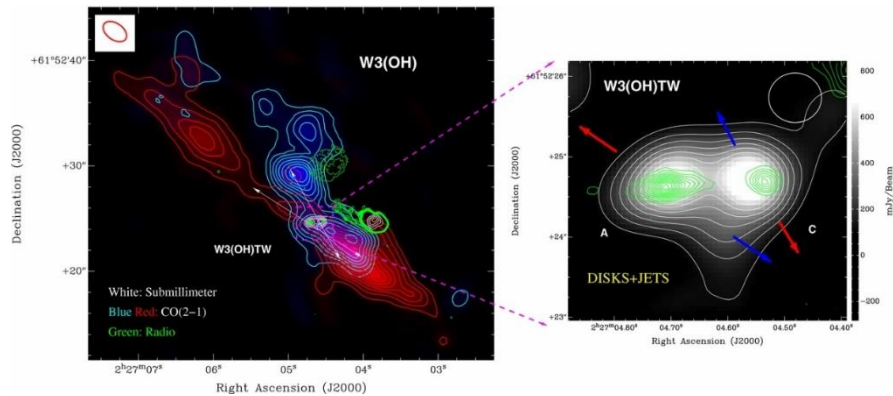 W3(OH)
+61°52'40"
+30"
+20"
Declination (J2000)
W3(OH)TW
White: Submillimeter
Blue Red: CO(2−1)
Green: Radio
2ʰ27ᵐ07ˢ 06ˢ 05ˢ 04ˢ 03ˢ
Right Ascension (J2000)
W3(OH)TW
+61°52'26"
+25"
+24"
+23"
Declination (J2000)
A
C
DISKS+JETS
2ʰ27ᵐ04.80ˢ 04.70ˢ 04.60ˢ 04.50ˢ 04.40ˢ
Right Ascension (J2000)
800
600
400
200
0
−200
mJy/Beam